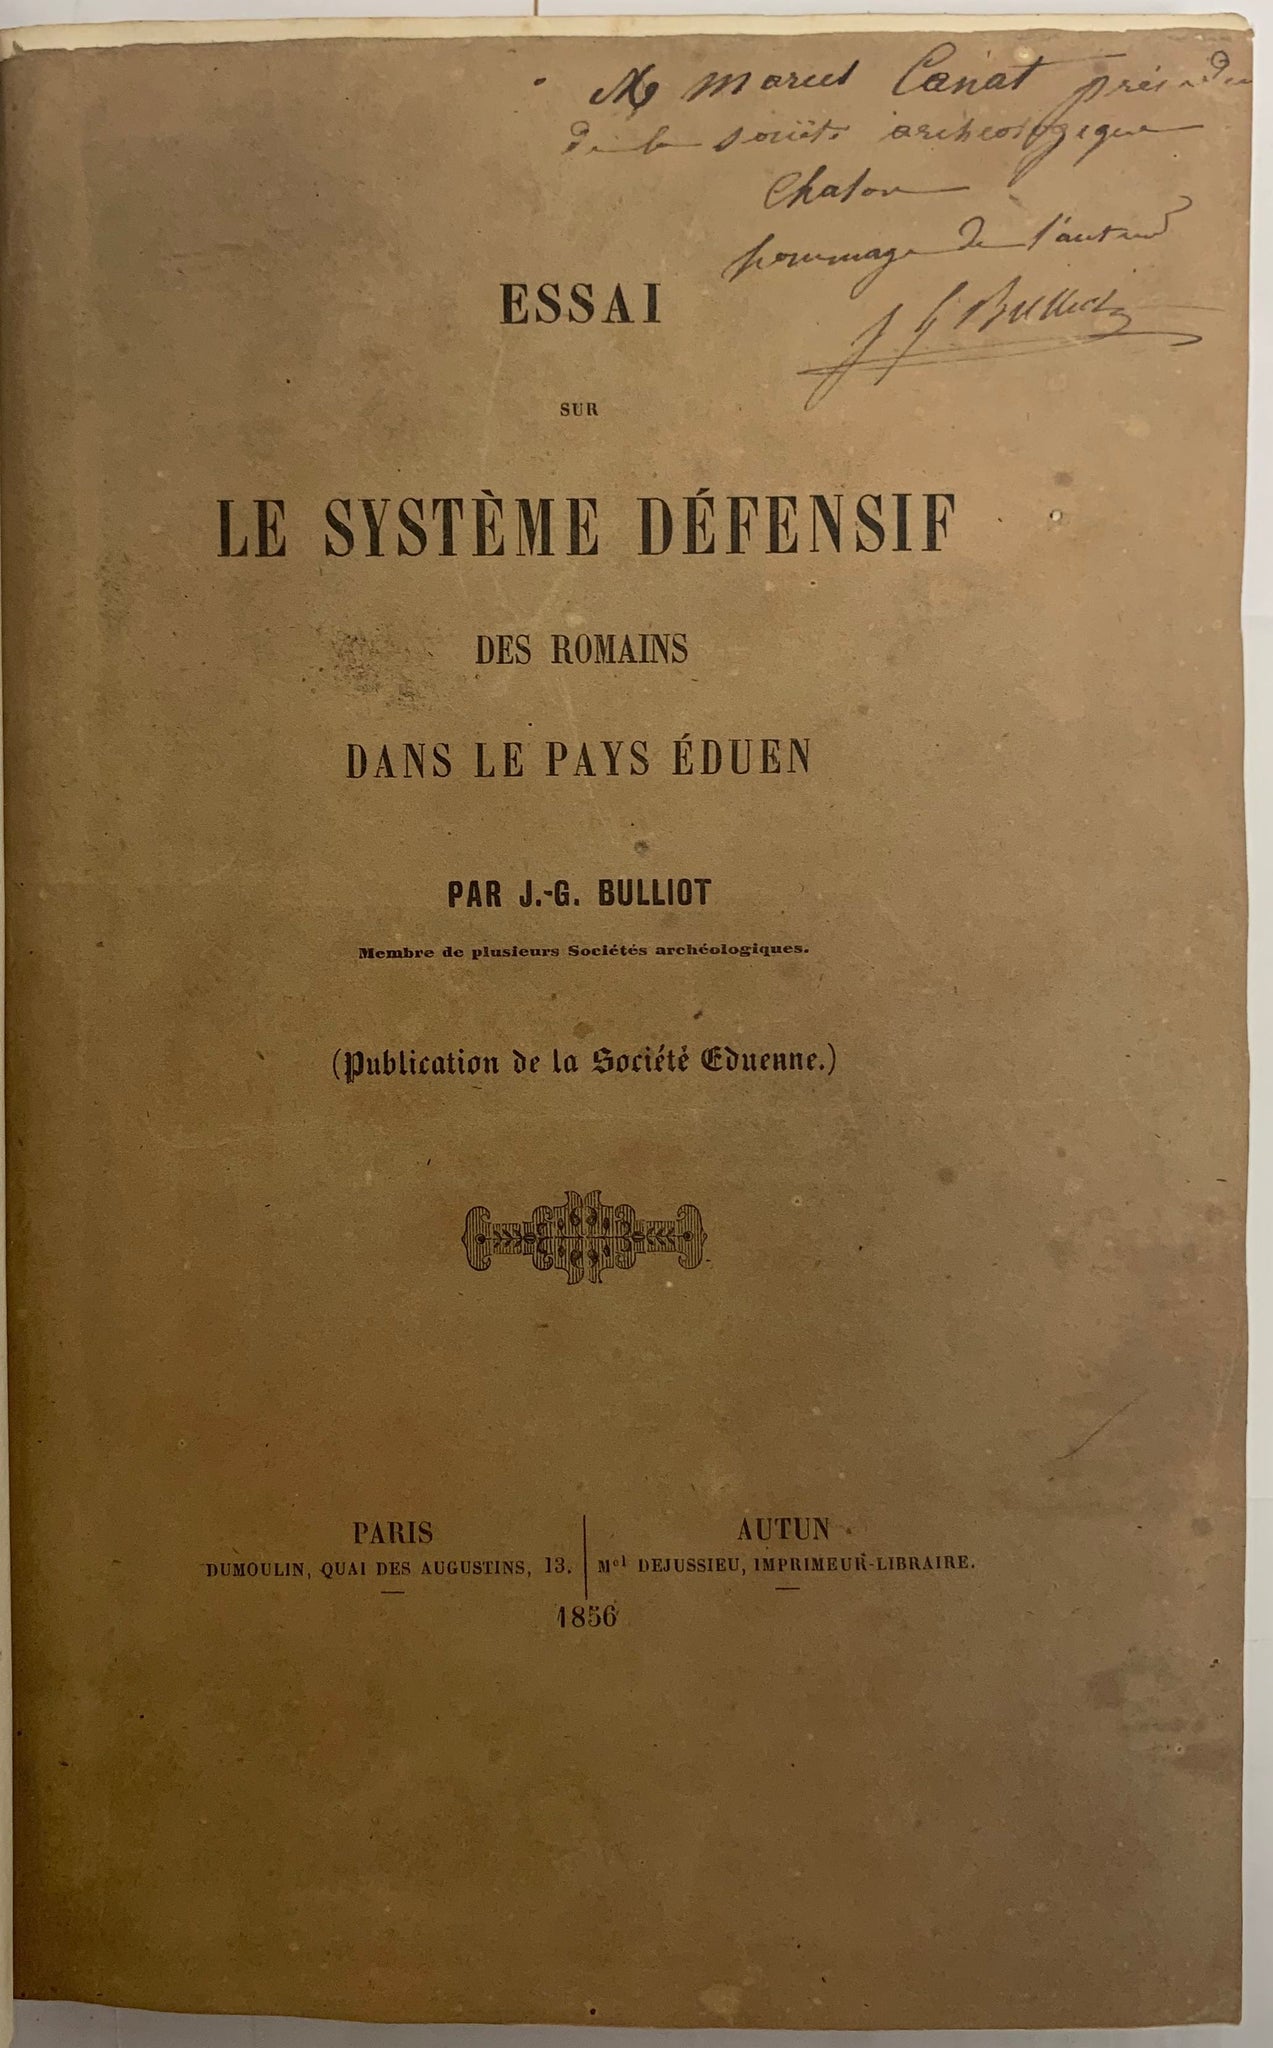 Mr Marcel Canat présiden
de la société archéologique
Chalon
hommage de l'auteur
J G Bulliot
ESSAI
SUR
LE SYSTÈME DÉFENSIF
DES ROMAINS
DANS LE PAYS ÉDUEN
PAR J.-G. BULLIOT
Membre de plusieurs Sociétés archéologiques.
(Publication de la Société Eduenne.)
PARIS
DUMOULIN, QUAI DES AUGUSTINS, 13.
AUTUN
Mel DEJUSSIEU, IMPRIMEUR-LIBRAIRE.
1856